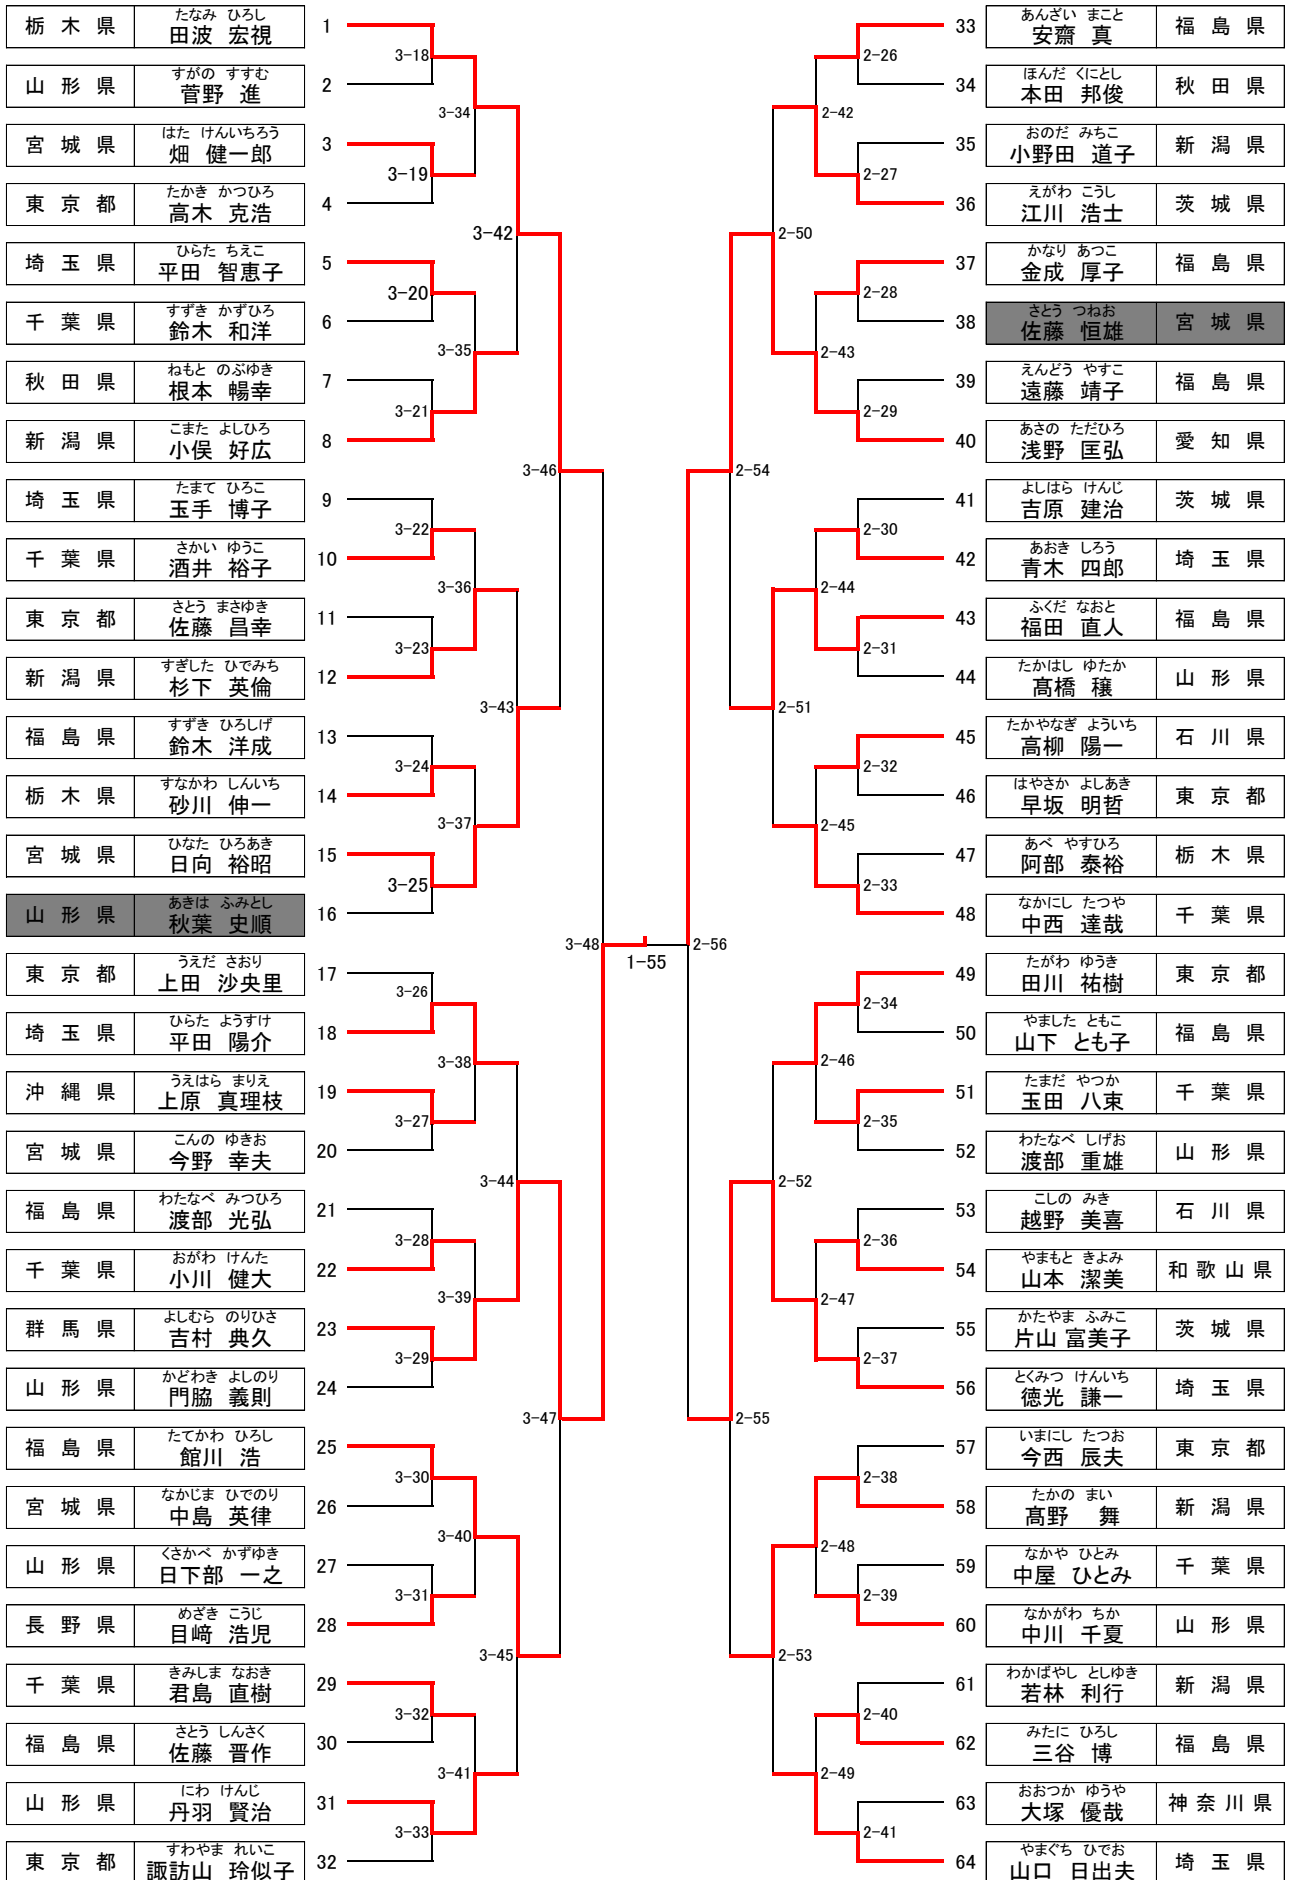 栃木県 たなみ ひろし 田波 宏視 1
山形県 すがの すすむ 菅野 進 2
3-18
宮城県 はた けんいちろう 畑 健一郎 3
東京都 たかき かつひろ 高木 克浩 4
3-19
3-34
埼玉県 ひらた ちえこ 平田 智恵子 5
千葉県 すずき かずひろ 鈴木 和洋 6
3-20
秋田県 ねもと のぶゆき 根本 暢幸 7
新潟県 こまた よしひろ 小俣 好広 8
3-21
3-35
3-42
埼玉県 たまて ひろこ 玉手 博子 9
千葉県 さかい ゆうこ 酒井 裕子 10
3-22
東京都 さとう まさゆき 佐藤 昌幸 11
新潟県 すぎした ひでみち 杉下 英倫 12
3-23
3-36
福島県 すずき ひろしげ 鈴木 洋成 13
栃木県 すなかわ しんいち 砂川 伸一 14
3-24
宮城県 ひなた ひろあき 日向 裕昭 15
山形県 あきは ふみとし 秋葉 史順 16
3-25
3-37
3-43
3-46
東京都 うえだ さおり 上田 沙央里 17
埼玉県 ひらた ようすけ 平田 陽介 18
3-26
沖縄県 うえはら まりえ 上原 真理枝 19
宮城県 こんの ゆきお 今野 幸夫 20
3-27
3-38
福島県 わたなべ みつひろ 渡部 光弘 21
千葉県 おがわ けんた 小川 健大 22
3-28
群馬県 よしむら のりひさ 吉村 典久 23
山形県 かどわき よしのり 門脇 義則 24
3-29
3-39
3-44
福島県 たてかわ ひろし 館川 浩 25
宮城県 なかじま ひでのり 中島 英律 26
3-30
山形県 くさかべ かずゆき 日下部 一之 27
長野県 めざき こうじ 目﨑 浩児 28
3-31
3-40
千葉県 きみしま なおき 君島 直樹 29
福島県 さとう しんさく 佐藤 晋作 30
3-32
山形県 にわ けんじ 丹羽 賢治 31
東京都 すわやま れいこ 諏訪山 玲似子 32
3-33
3-41
3-45
3-47
3-48
1-55
2-56
33 あんざい まこと 安齋 真 福島県
34 ほんだ くにとし 本田 邦俊 秋田県
2-26
35 おのだ みちこ 小野田 道子 新潟県
36 えがわ こうし 江川 浩士 茨城県
2-27
2-42
37 かなり あつこ 金成 厚子 福島県
38 さとう つねお 佐藤 恒雄 宮城県
2-28
39 えんどう やすこ 遠藤 靖子 福島県
40 あさの ただひろ 浅野 匡弘 愛知県
2-29
2-43
2-50
41 よしはら けんじ 吉原 建治 茨城県
42 あおき しろう 青木 四郎 埼玉県
2-30
43 ふくだ なおと 福田 直人 福島県
44 たかはし ゆたか 髙橋 穣 山形県
2-31
2-44
45 たかやなぎ よういち 高柳 陽一 石川県
46 はやさか よしあき 早坂 明哲 東京都
2-32
47 あべ やすひろ 阿部 泰裕 栃木県
48 なかにし たつや 中西 達哉 千葉県
2-33
2-45
2-51
2-54
49 たがわ ゆうき 田川 祐樹 東京都
50 やました ともこ 山下 とも子 福島県
2-34
51 たまだ やつか 玉田 八束 千葉県
52 わたなべ しげお 渡部 重雄 山形県
2-35
2-46
53 こしの みき 越野 美喜 石川県
54 やまもと きよみ 山本 潔美 和歌山県
2-36
55 かたやま ふみこ 片山 富美子 茨城県
56 とくみつ けんいち 徳光 謙一 埼玉県
2-37
2-47
2-52
57 いまにし たつお 今西 辰夫 東京都
58 たかの まい 髙野 舞 新潟県
2-38
59 なかや ひとみ 中屋 ひとみ 千葉県
60 なかがわ ちか 中川 千夏 山形県
2-39
2-48
61 わかばやし としゆき 若林 利行 新潟県
62 みたに ひろし 三谷 博 福島県
2-40
63 おおつか ゆうや 大塚 優哉 神奈川県
64 やまぐち ひでお 山口 日出夫 埼玉県
2-41
2-49
2-53
2-55